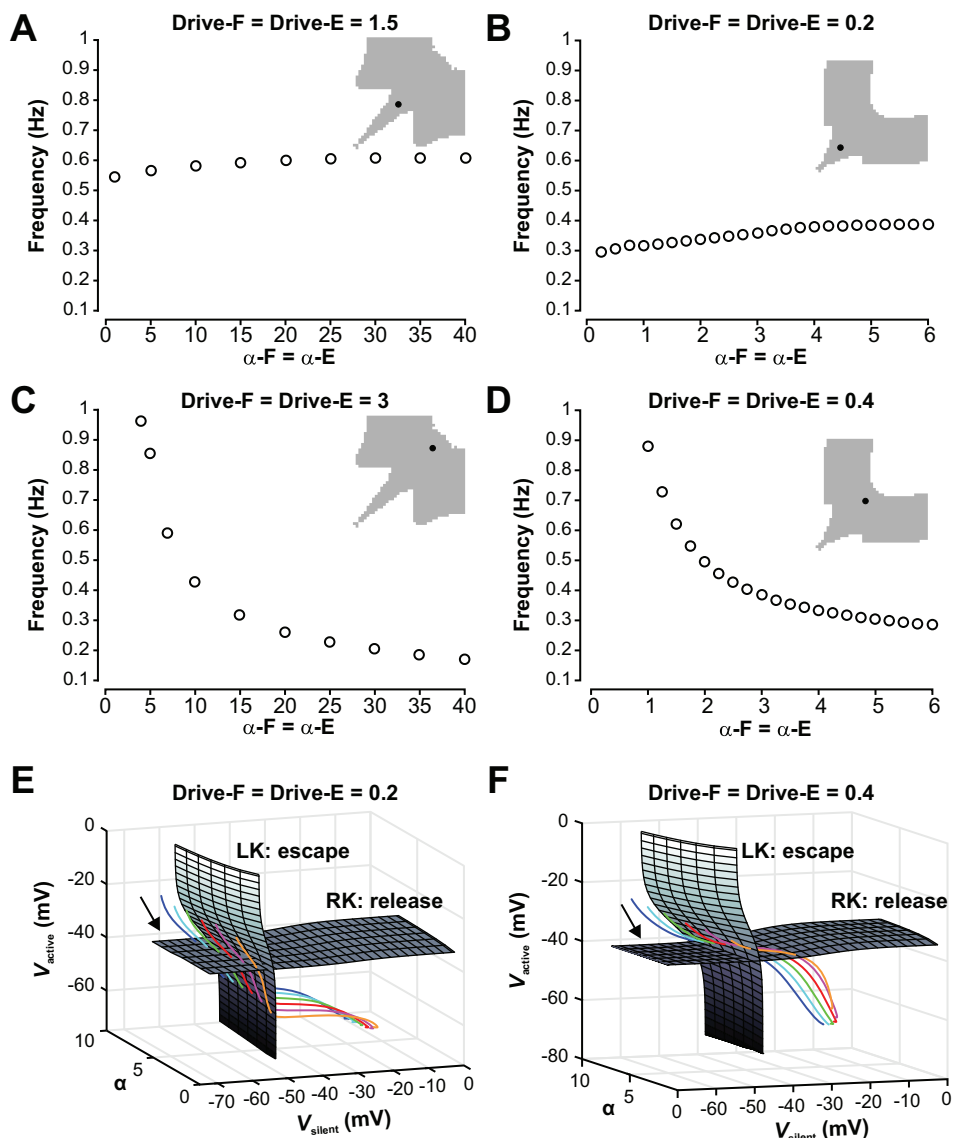 A
Drive-F = Drive-E = 1.5
Frequency (Hz)
1
0.9
0.8
0.7
0.6
0.5
0.4
0.3
0.2
0.1
0 5 10 15 20 25 30 35 40
α-F = α-E
B
Drive-F = Drive-E = 0.2
Frequency (Hz)
1
0.9
0.8
0.7
0.6
0.5
0.4
0.3
0.2
0.1
0 1 2 3 4 5 6
α-F = α-E
C
Drive-F = Drive-E = 3
Frequency (Hz)
1
0.9
0.8
0.7
0.6
0.5
0.4
0.3
0.2
0.1
0 5 10 15 20 25 30 35 40
α-F = α-E
D
Drive-F = Drive-E = 0.4
Frequency (Hz)
1
0.9
0.8
0.7
0.6
0.5
0.4
0.3
0.2
0.1
0 1 2 3 4 5 6
α-F = α-E
E
Drive-F = Drive-E = 0.2
LK: escape
RK: release
Vactive (mV)
0
-20
-40
-60
10
5
0
α
-70 -60 -50 -40 -30 -20 -10 0
Vsilent (mV)
F
Drive-F = Drive-E = 0.4
LK: escape
RK: release
Vactive (mV)
0
-20
-40
-60
-80
10
5
0
α
-60 -50 -40 -30 -20 -10 0
Vsilent (mV)